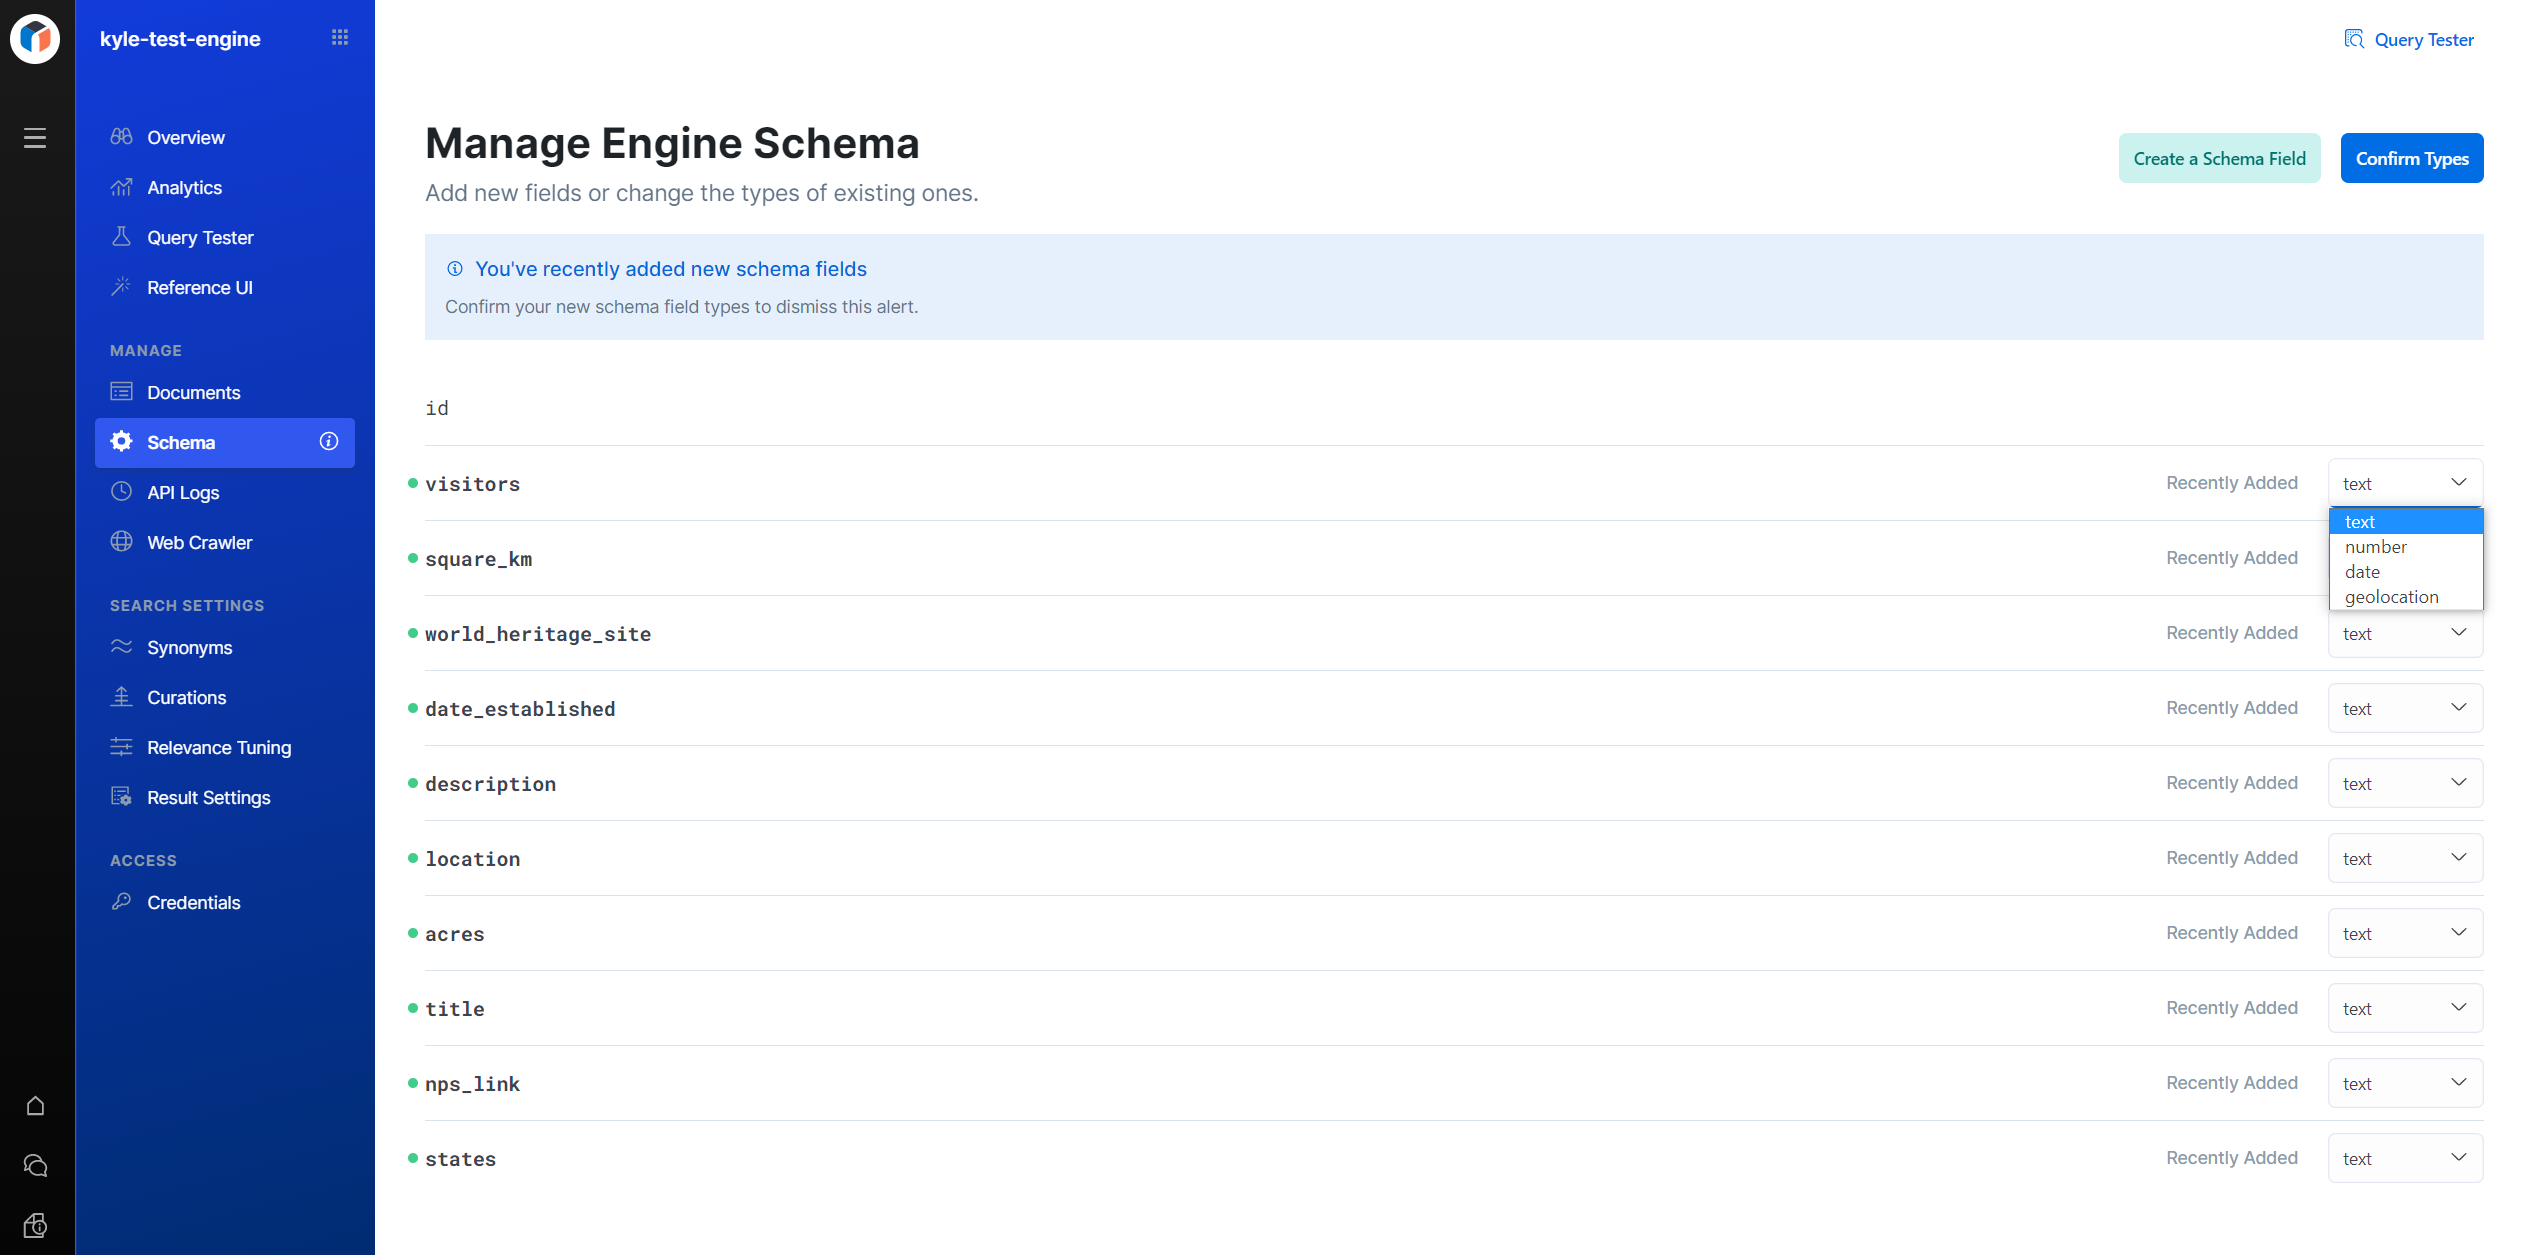 kyle-test-engine
Query Tester
Overview
Analytics
Query Tester
Reference UI
MANAGE
Documents
Schema
API Logs
Web Crawler
SEARCH SETTINGS
Synonyms
Curations
Relevance Tuning
Result Settings
ACCESS
Credentials
Manage Engine Schema
Add new fields or change the types of existing ones.
Create a Schema Field
Confirm Types
You've recently added new schema fields
Confirm your new schema field types to dismiss this alert.
id
visitors Recently Added text
text
number
date
geolocation
square_km Recently Added
world_heritage_site Recently Added text
date_established Recently Added text
description Recently Added text
location Recently Added text
acres Recently Added text
title Recently Added text
nps_link Recently Added text
states Recently Added text